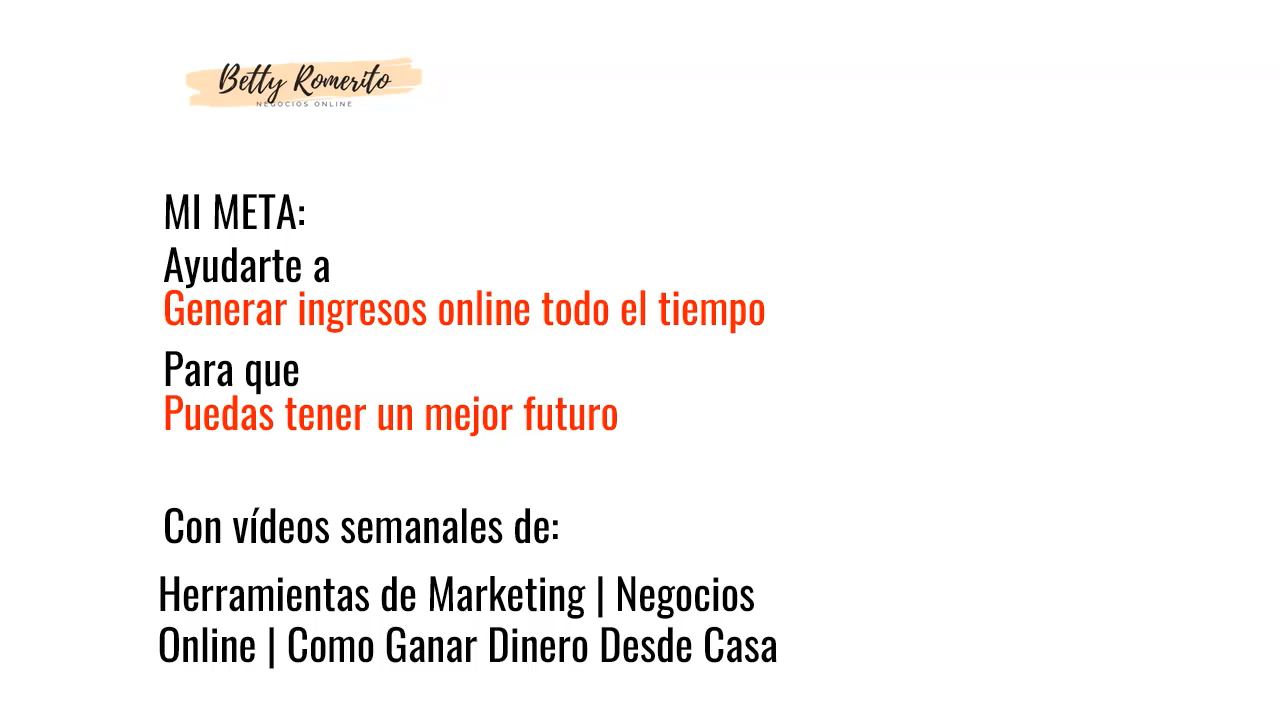 Betty Romerito
NEGOCIOS ONLINE
MI META:
Ayudarte a
Generar ingresos online todo el tiempo
Para que
Puedas tener un mejor futuro
Con vídeos semanales de:
Herramientas de Marketing | Negocios
Online | Como Ganar Dinero Desde Casa